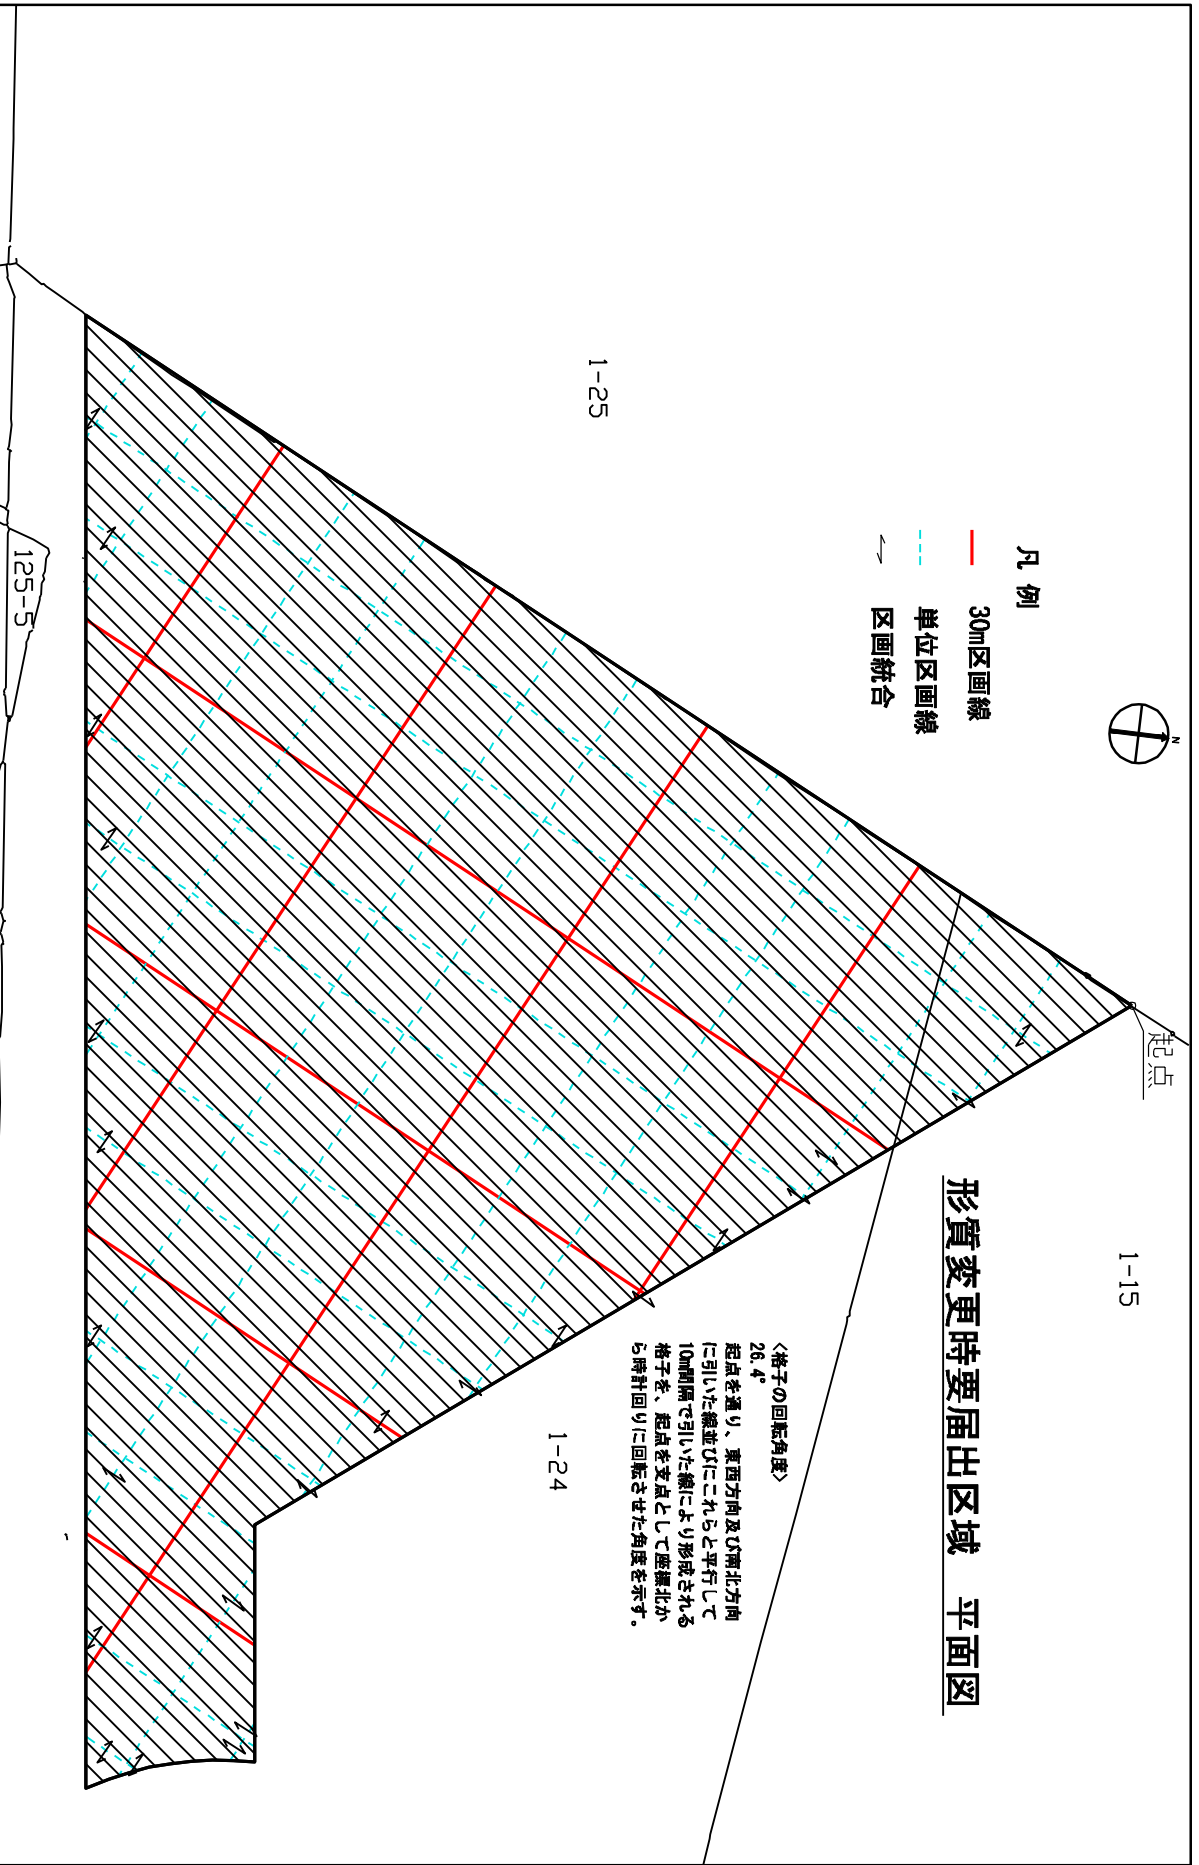 形質変更時要届出区域　平面図
N
凡 例
30m区画線
単位区画線
区画統合
起点
1-15
1-25
1-24
125-5
〈格子の回転角度〉
26.4°
起点を通り、東西方向及び南北方向
に引いた線並びにこれらと平行して
10m間隔で引いた線により形成される
格子を、起点を支点として座標北か
ら時計回りに回転させた角度を示す。